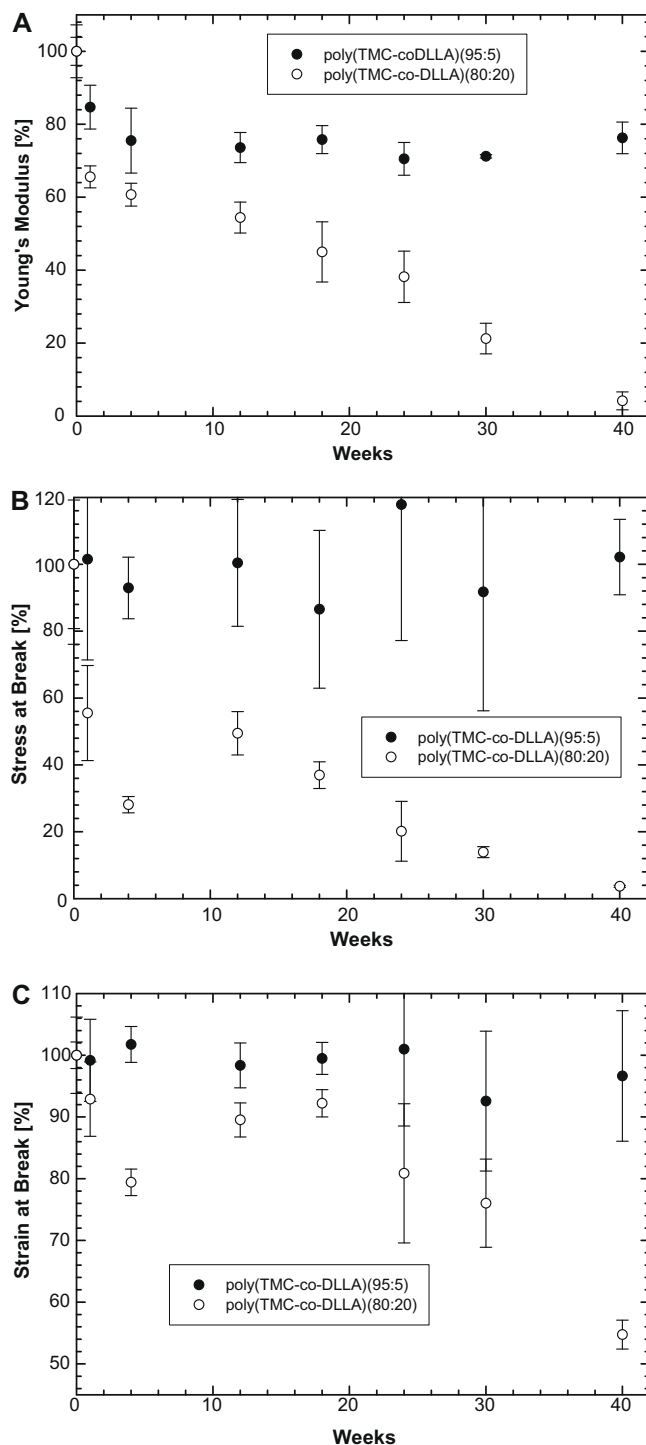 A
100
80
60
40
20
0
Young's Modulus [%]
poly(TMC-coDLLA)(95:5)
poly(TMC-co-DLLA)(80:20)
0 10 20 30 40
Weeks
B
120
100
80
60
40
20
0
Stress at Break [%]
poly(TMC-co-DLLA)(95:5)
poly(TMC-co-DLLA)(80:20)
0 10 20 30 40
Weeks
C
110
100
90
80
70
60
50
Strain at Break [%]
poly(TMC-co-DLLA)(95:5)
poly(TMC-co-DLLA)(80:20)
0 10 20 30 40
Weeks